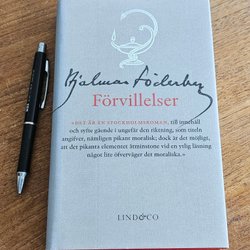 Hjalmar Söderberg
Förvillelser
»DET ÄR EN STOCKHOLMSROMAN, till innehåll
och syfte gående i ungefär den riktning, som titeln
angifver, nämligen pikant moralisk; dock är det möjligt,
att det pikanta elementet åtminstone vid en ytlig läsning
något lite öfverväger det moraliska.»
LIND&CO